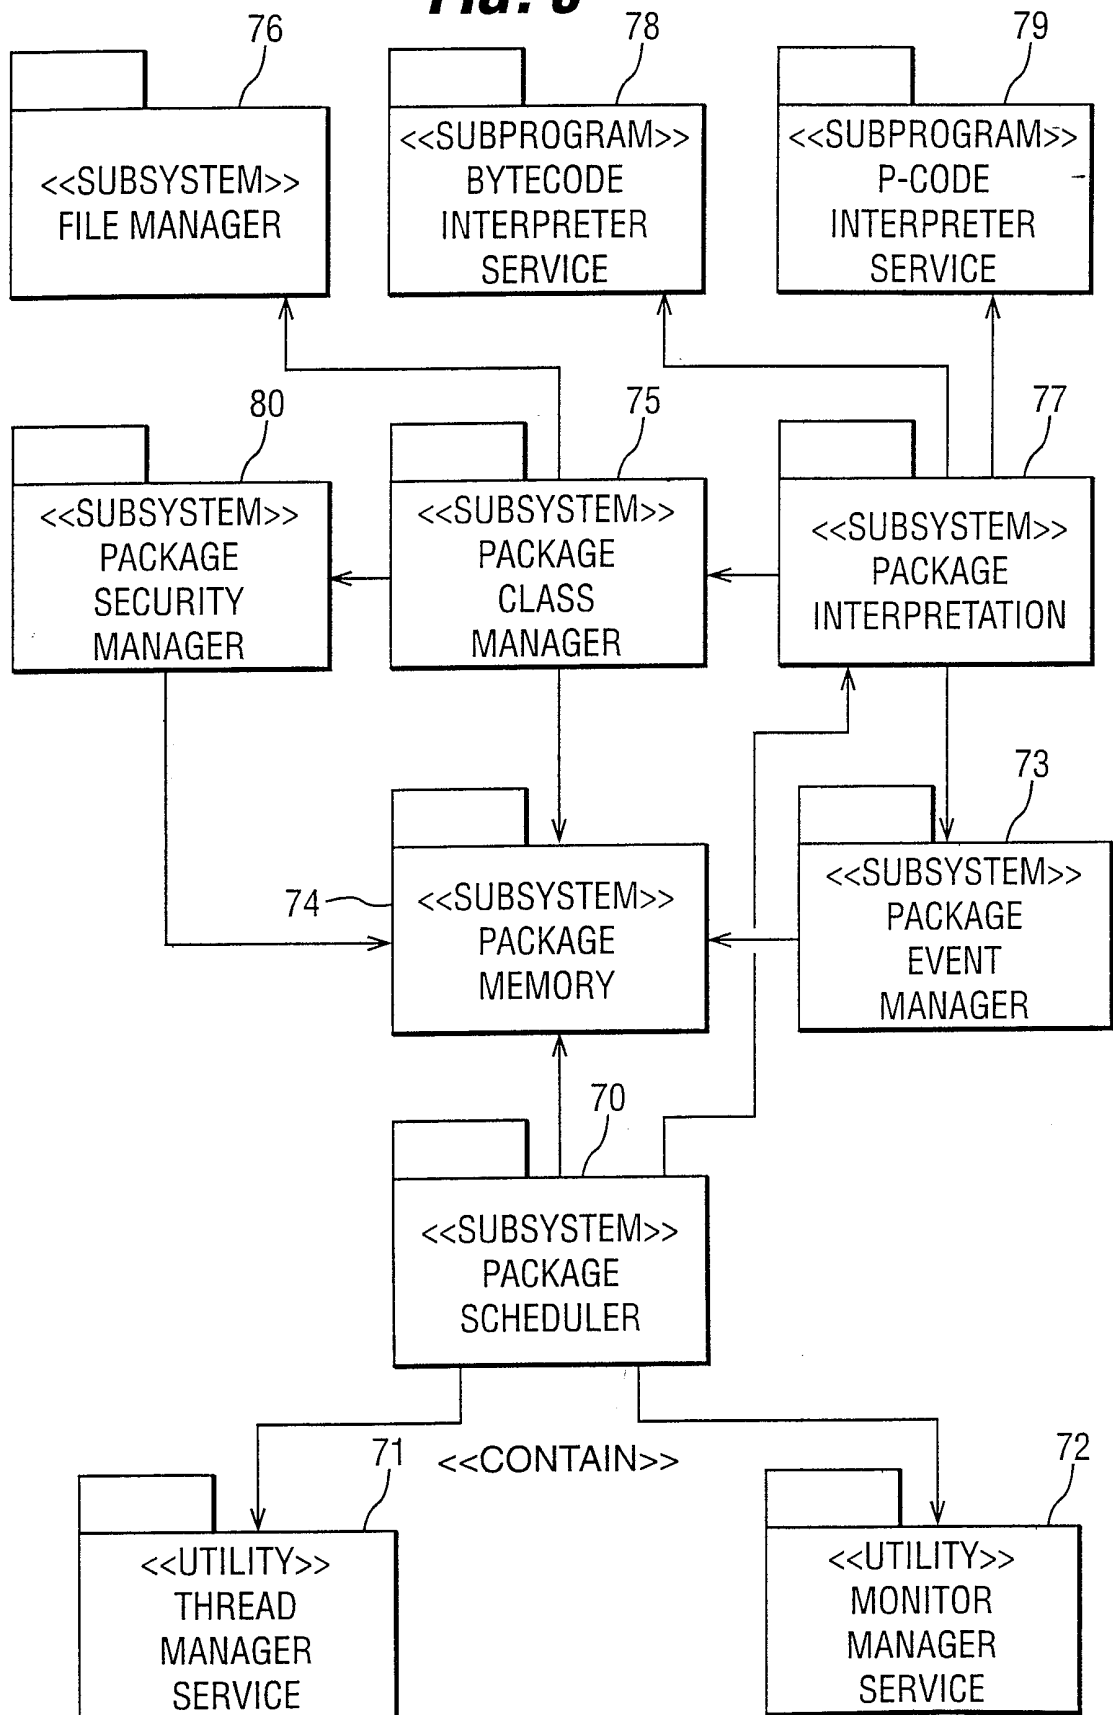 76
78
79
<<SUBSYSTEM>>
FILE MANAGER
<<SUBPROGRAM>>
BYTECODE
INTERPRETER
SERVICE
<<SUBPROGRAM>>
P-CODE
INTERPRETER
SERVICE
80
75
77
<<SUBSYSTEM>>
PACKAGE
SECURITY
MANAGER
<<SUBSYSTEM>>
PACKAGE
CLASS
MANAGER
<<SUBSYSTEM>>
PACKAGE
INTERPRETATION
73
74
<<SUBSYSTEM>>
PACKAGE
MEMORY
<<SUBSYSTEM>>
PACKAGE
EVENT
MANAGER
70
<<SUBSYSTEM>>
PACKAGE
SCHEDULER
<<CONTAIN>>
71
72
<<UTILITY>>
THREAD
MANAGER
SERVICE
<<UTILITY>>
MONITOR
MANAGER
SERVICE